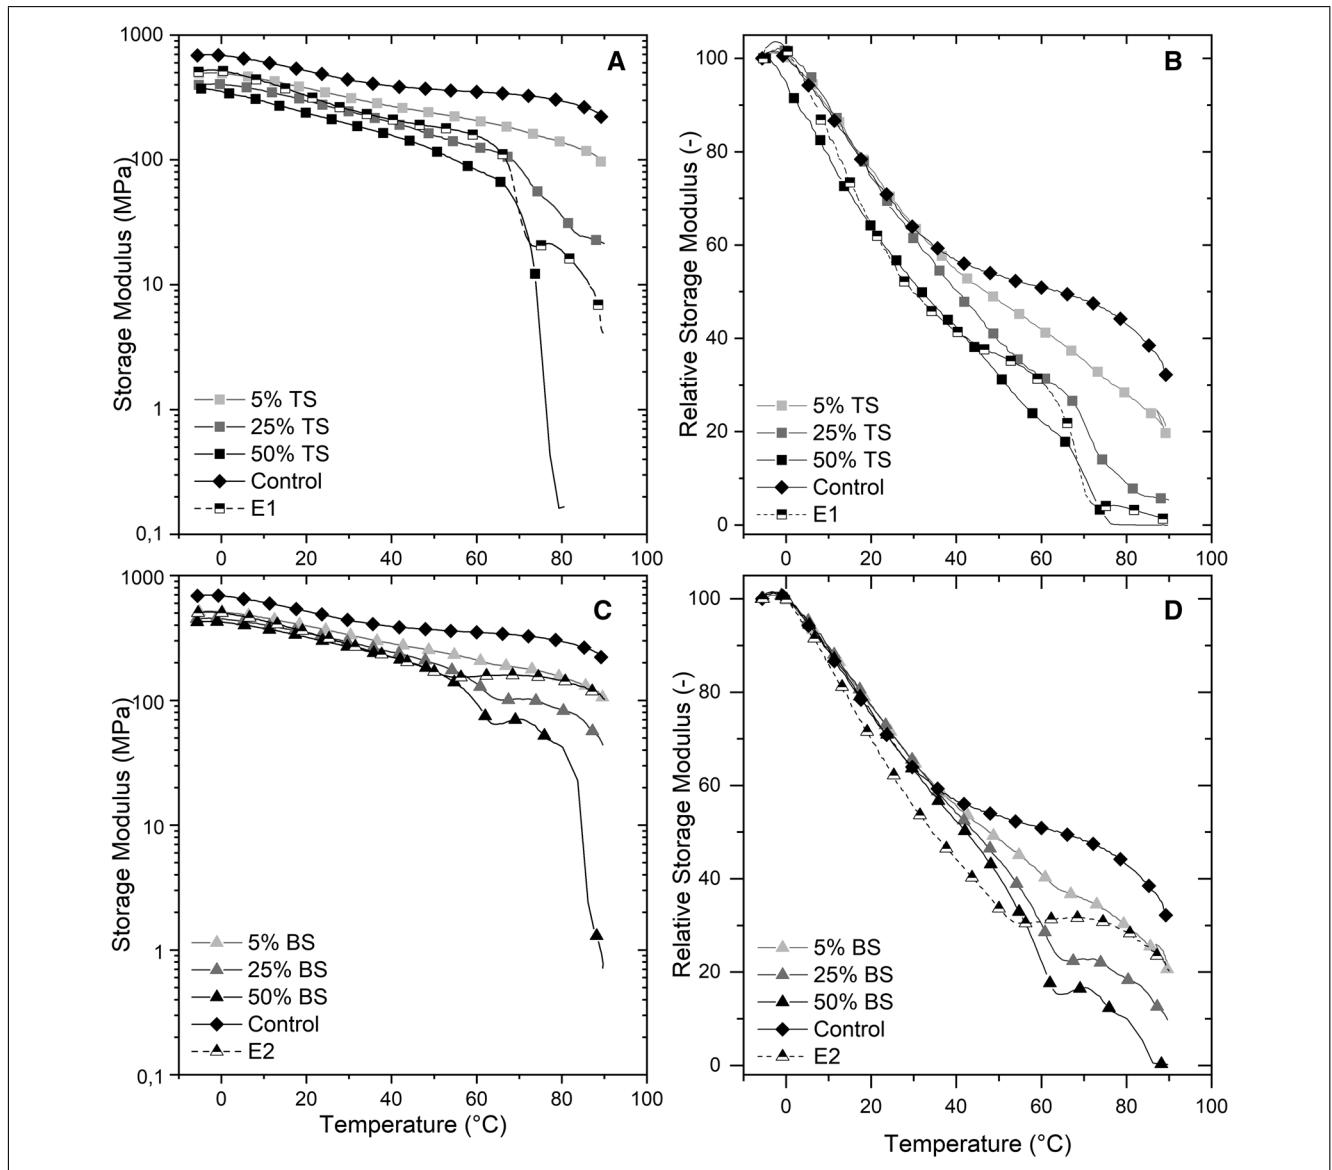 A
Storage Modulus (MPa)
1000
100
10
1
0,1
5% TS
25% TS
50% TS
Control
E1
0 20 40 60 80 100
B
Relative Storage Modulus (-)
100
80
60
40
20
0
5% TS
25% TS
50% TS
Control
E1
0 20 40 60 80 100
C
Storage Modulus (MPa)
1000
100
10
1
0,1
5% BS
25% BS
50% BS
Control
E2
0 20 40 60 80 100
Temperature (°C)
D
Relative Storage Modulus (-)
100
80
60
40
20
0
5% BS
25% BS
50% BS
Control
E2
0 20 40 60 80 100
Temperature (°C)